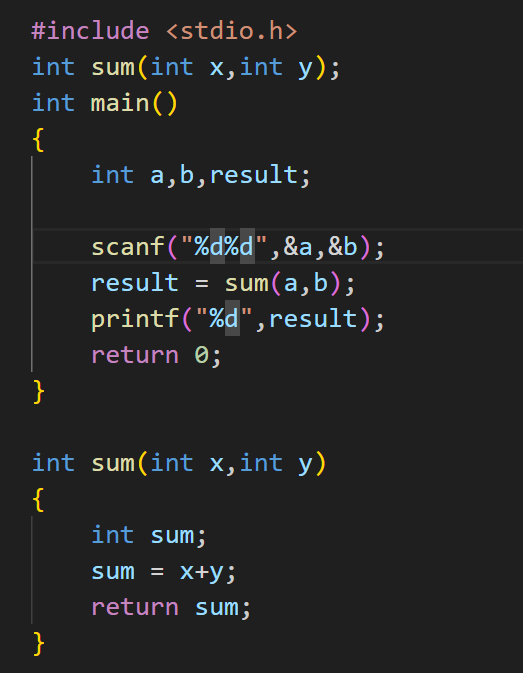 #include <stdio.h>
int sum(int x,int y);
int main()
{
    int a,b,result;

    scanf("%d%d",&a,&b);
    result = sum(a,b);
    printf("%d",result);
    return 0;
}

int sum(int x,int y)
{
    int sum;
    sum = x+y;
    return sum;
}